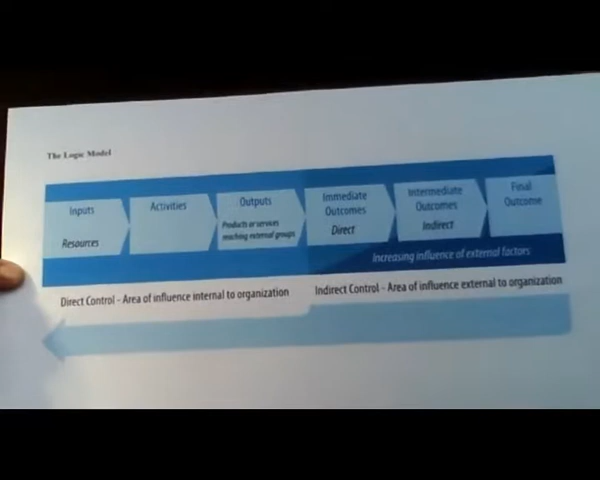 The Logic Model
Inputs
Resources
Activities
Outputs
Products or services
reaching external groups
Immediate
Outcomes
Direct
Intermediate
Outcomes
Indirect
Final
Outcome
Increasing influence of external factors
Direct Control - Area of influence internal to organization
Indirect Control - Area of influence external to organization